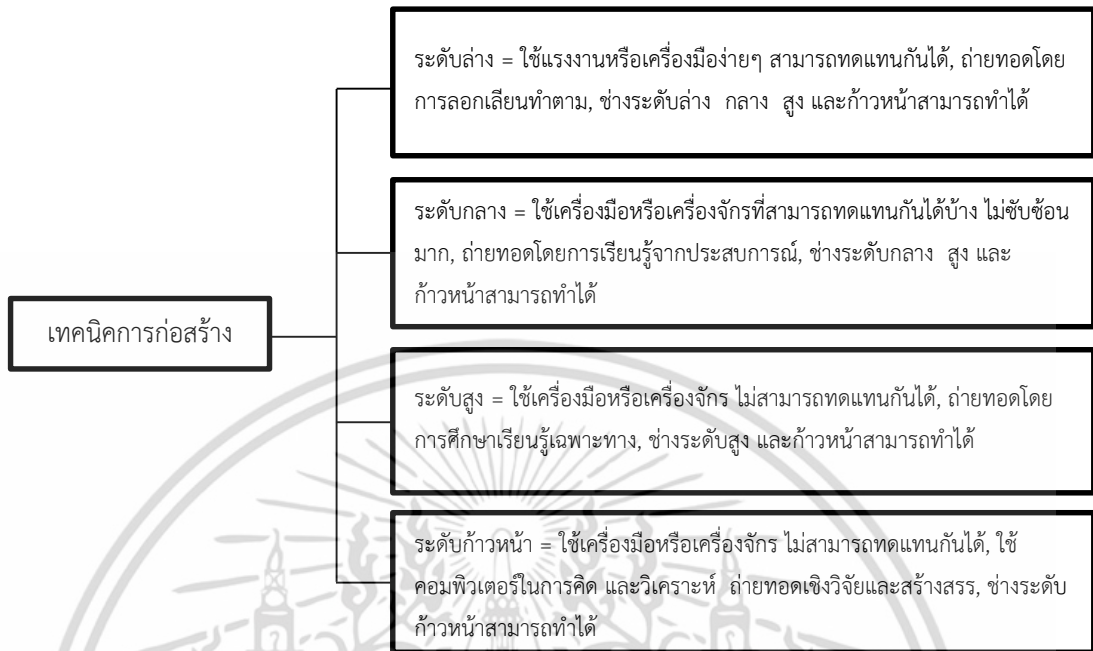 ระดับล่าง = ใช้แรงงานหรือเครื่องมือง่ายๆ สามารถทดแทนกันได้, ถ่ายทอดโดย
การลอกเลียนทำตาม, ช่างระดับล่าง กลาง สูง และก้าวหน้าสามารถทำได้
ระดับกลาง = ใช้เครื่องมือหรือเครื่องจักรที่สามารถทดแทนกันได้บ้าง ไม่ซับซ้อน
มาก, ถ่ายทอดโดยการเรียนรู้จากประสบการณ์, ช่างระดับกลาง สูง และ
ก้าวหน้าสามารถทำได้
เทคนิคการก่อสร้าง
ระดับสูง = ใช้เครื่องมือหรือเครื่องจักร ไม่สามารถทดแทนกันได้, ถ่ายทอดโดย
การศึกษาเรียนรู้เฉพาะทาง, ช่างระดับสูง และก้าวหน้าสามารถทำได้
ระดับก้าวหน้า = ใช้เครื่องมือหรือเครื่องจักร ไม่สามารถทดแทนกันได้, ใช้
คอมพิวเตอร์ในการคิด และวิเคราะห์ ถ่ายทอดเชิงวิจัยและสร้างสรร, ช่างระดับ
ก้าวหน้าสามารถทำได้